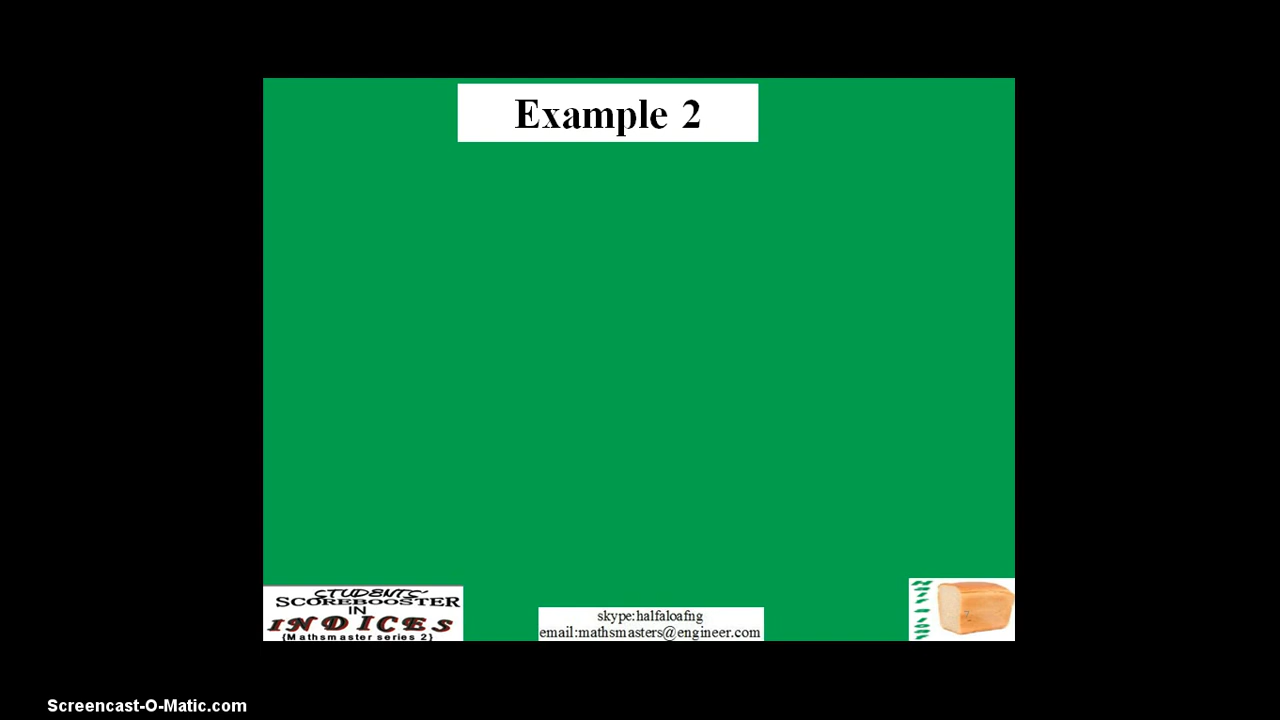 Example 2
STUDENTS
SCOREBOOSTER
IN
INDICES
{Mathsmaster series 2}
skype:halfaloafng
email:mathsmasters@engineer.com
Screencast-O-Matic.com